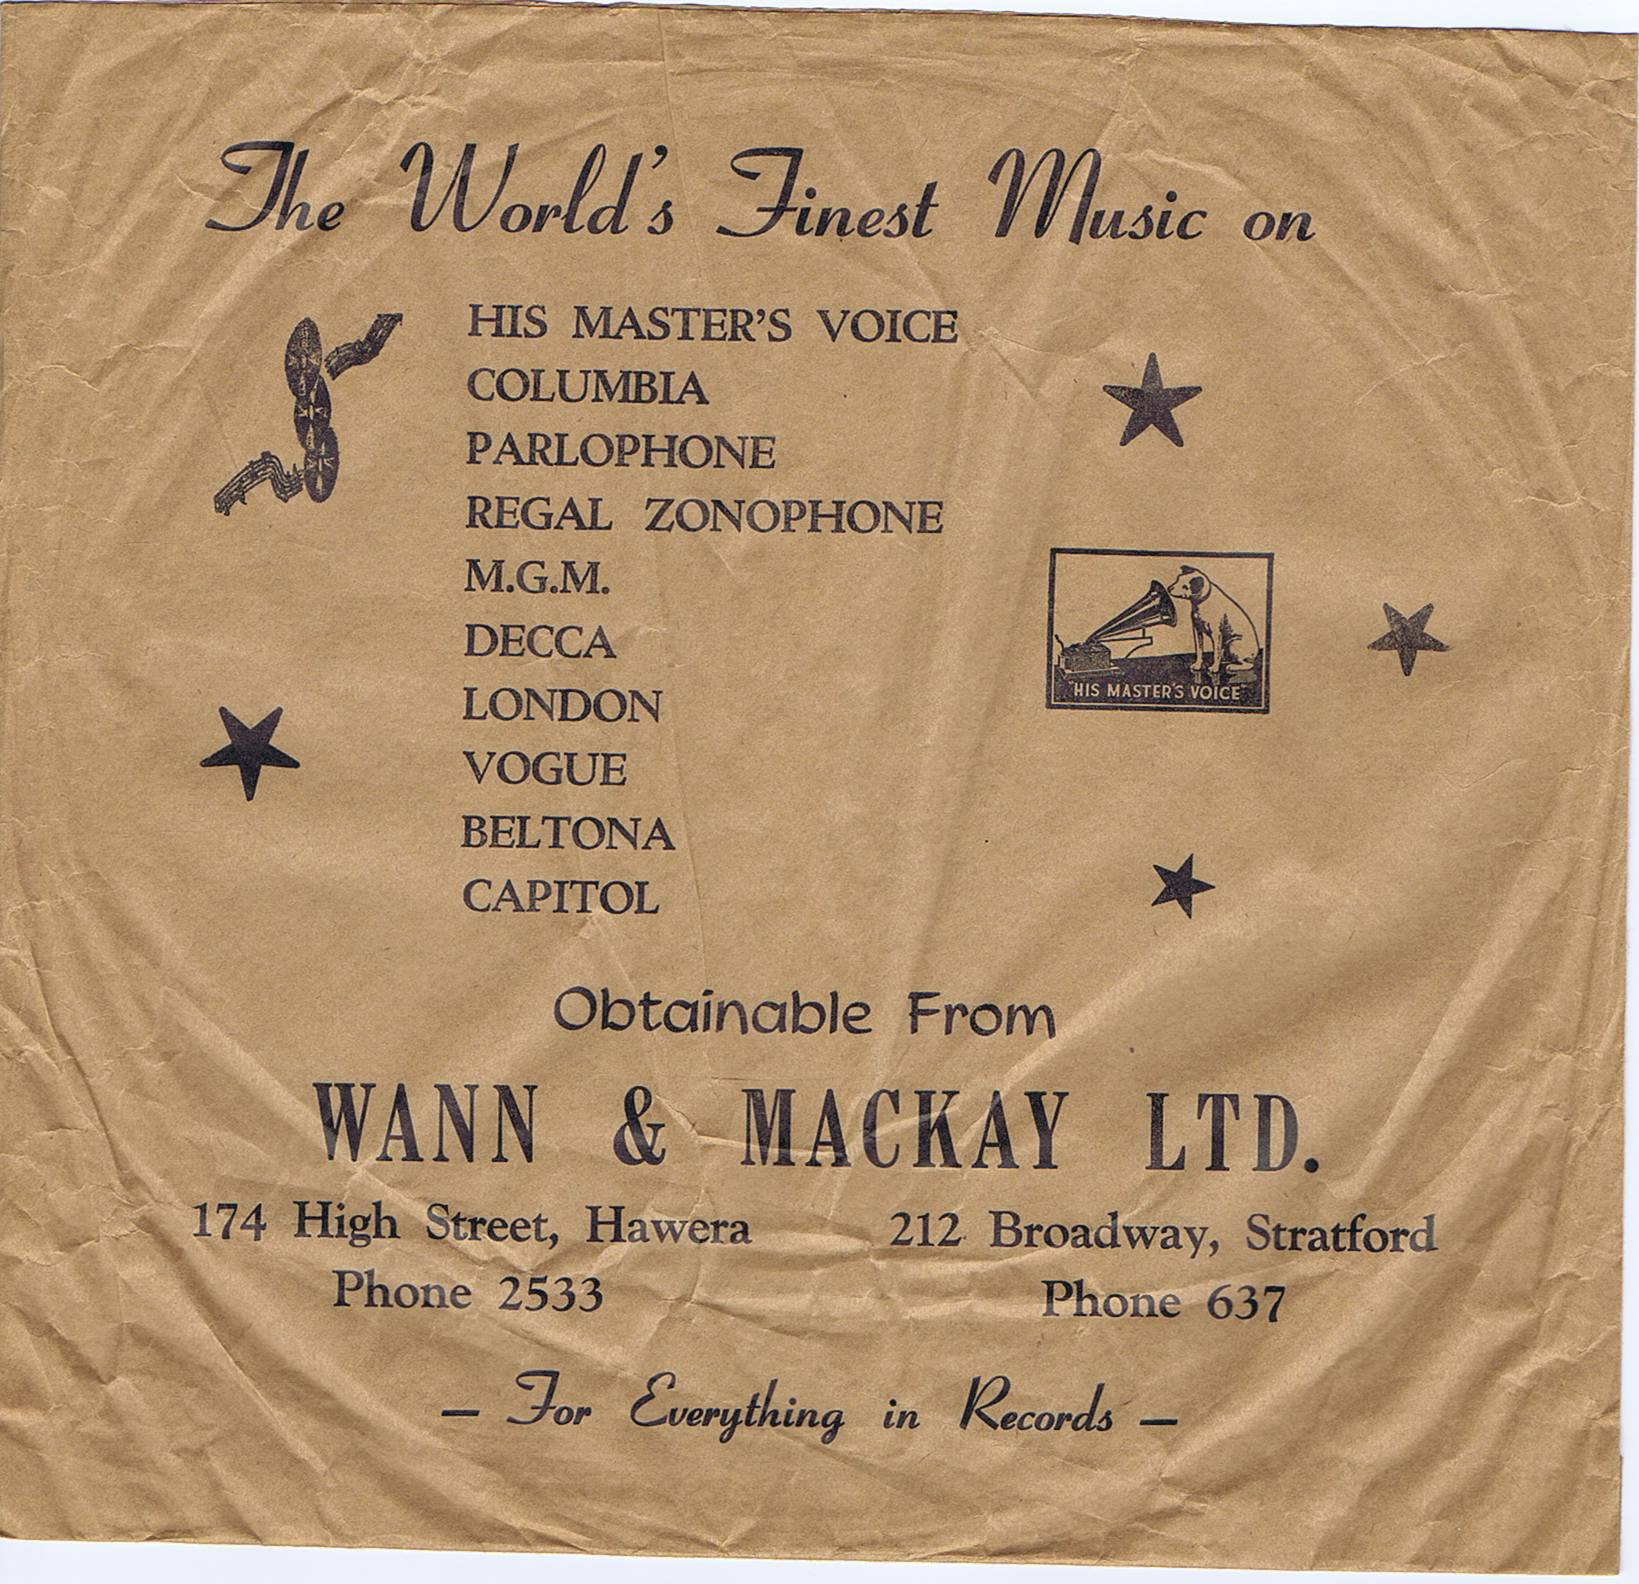 The World's Finest Music on
HIS MASTER'S VOICE
COLUMBIA
PARLOPHONE
REGAL ZONOPHONE
M.G.M.
DECCA
LONDON
VOGUE
BELTONA
CAPITOL
"HIS MASTER'S VOICE"
Obtainable From
WANN & MACKAY LTD.
174 High Street, Hawera 212 Broadway, Stratford
Phone 2533 Phone 637
— For Everything in Records —